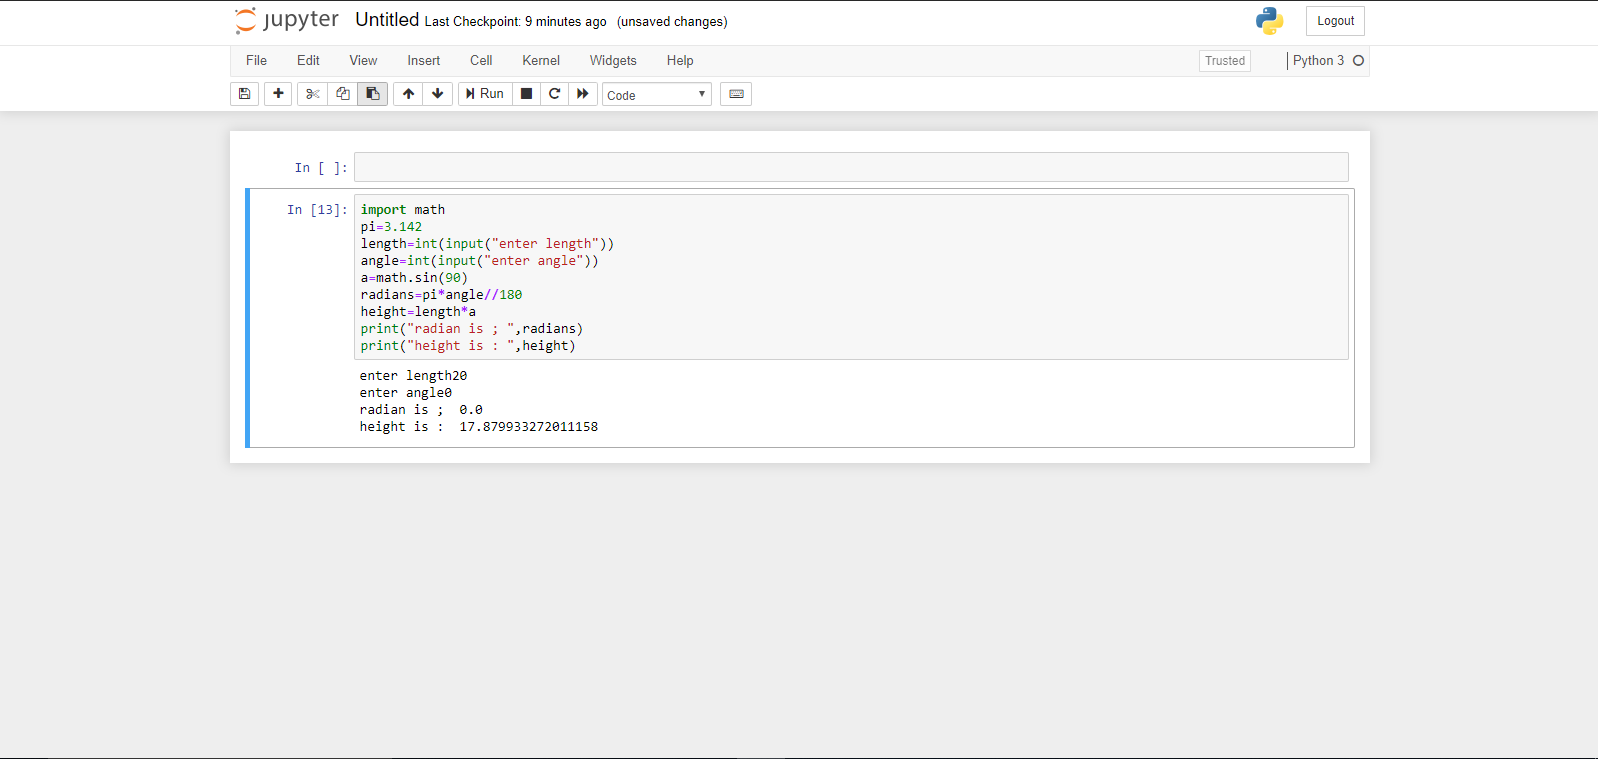 jupyter Untitled Last Checkpoint: 9 minutes ago (unsaved changes) Logout
File Edit View Insert Cell Kernel Widgets Help Trusted Python 3
Run Code
In [ ]:
In [13]: import math
pi=3.142
length=int(input("enter length"))
angle=int(input("enter angle"))
a=math.sin(90)
radians=pi*angle//180
height=length*a
print("radian is ; ",radians)
print("height is : ",height)
enter length20
enter angle0
radian is ;  0.0
height is :  17.879933272011158